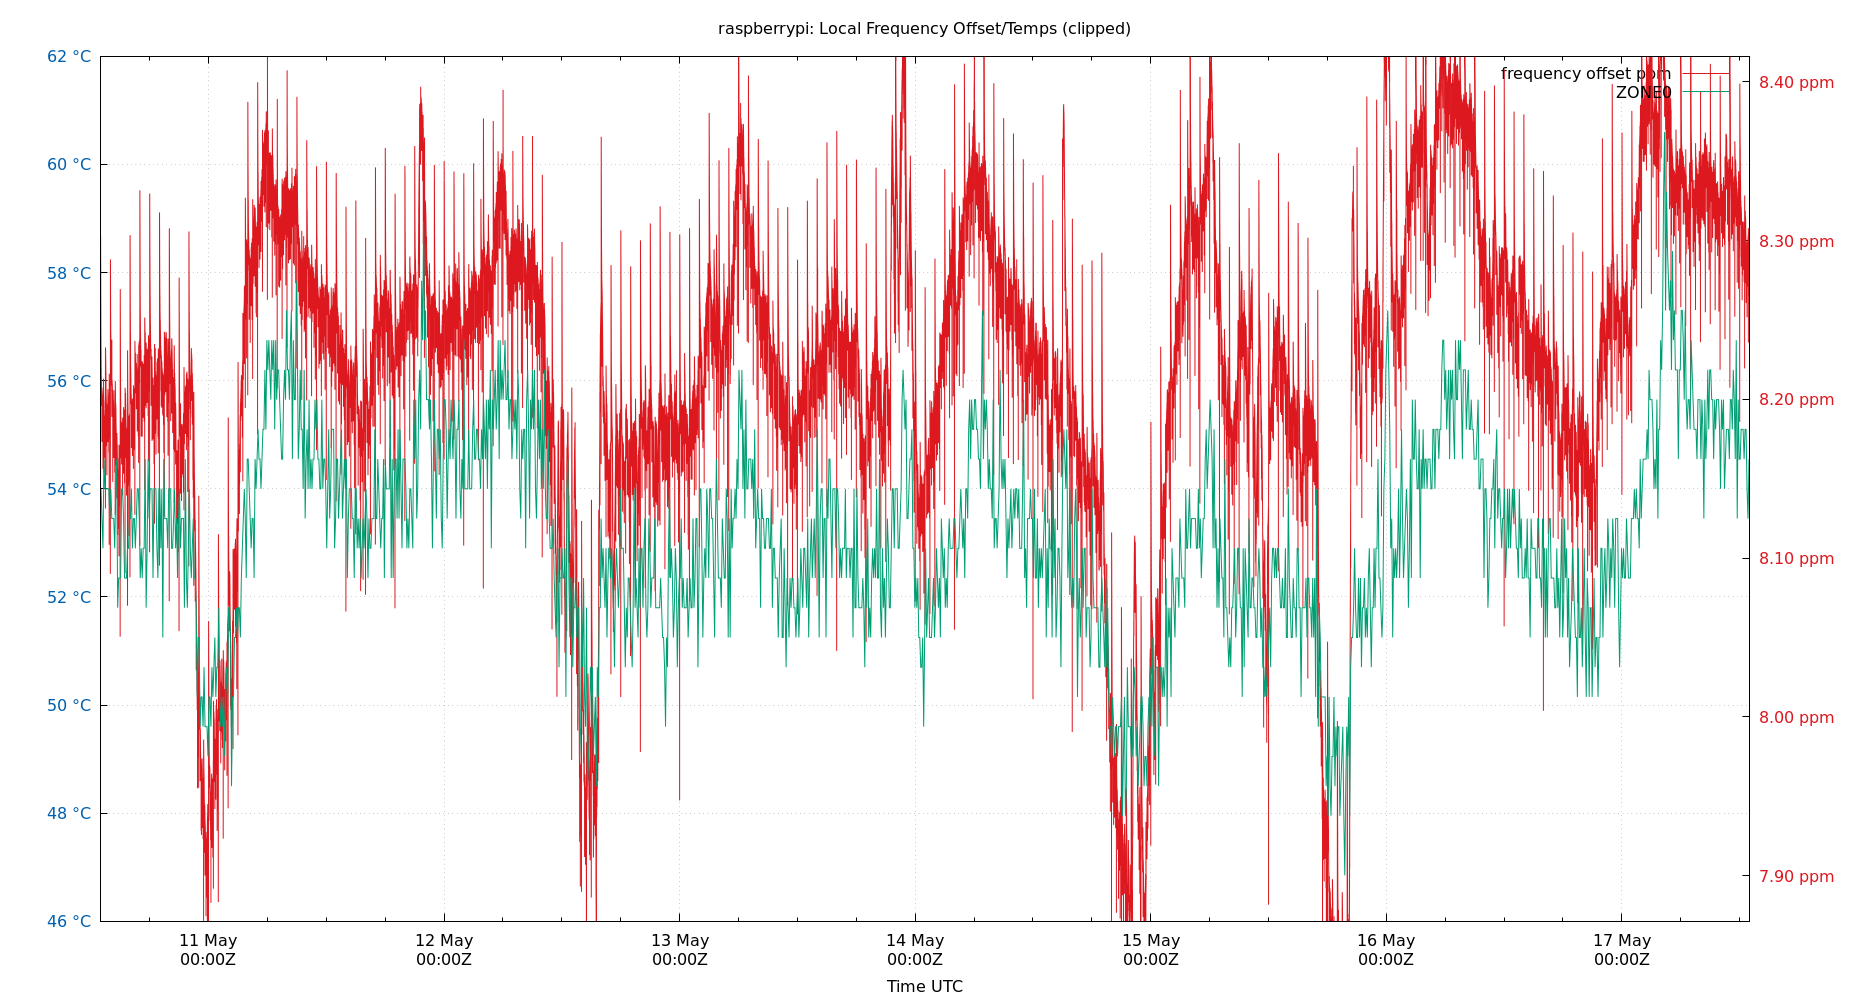 raspberrypi: Local Frequency Offset/Temps (clipped)
62 °C
60 °C
58 °C
56 °C
54 °C
52 °C
50 °C
48 °C
46 °C
frequency offset ppm
ZONE0
8.40 ppm
8.30 ppm
8.20 ppm
8.10 ppm
8.00 ppm
7.90 ppm
11 May
00:00Z
12 May
00:00Z
13 May
00:00Z
14 May
00:00Z
15 May
00:00Z
16 May
00:00Z
17 May
00:00Z
Time UTC